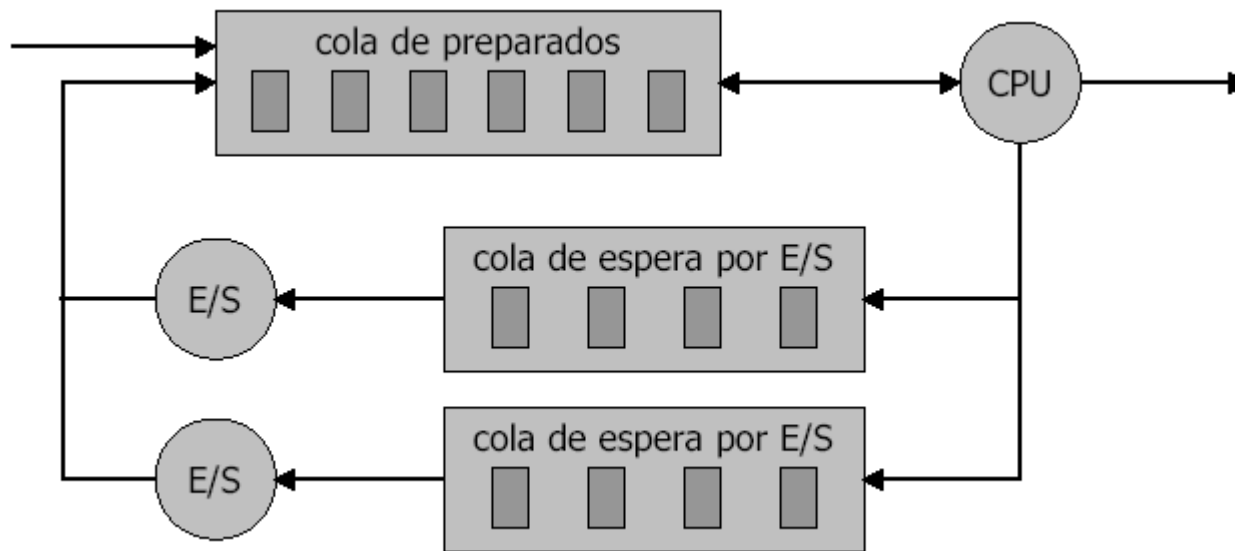 cola de preparados
CPU
cola de espera por E/S
E/S
cola de espera por E/S
E/S